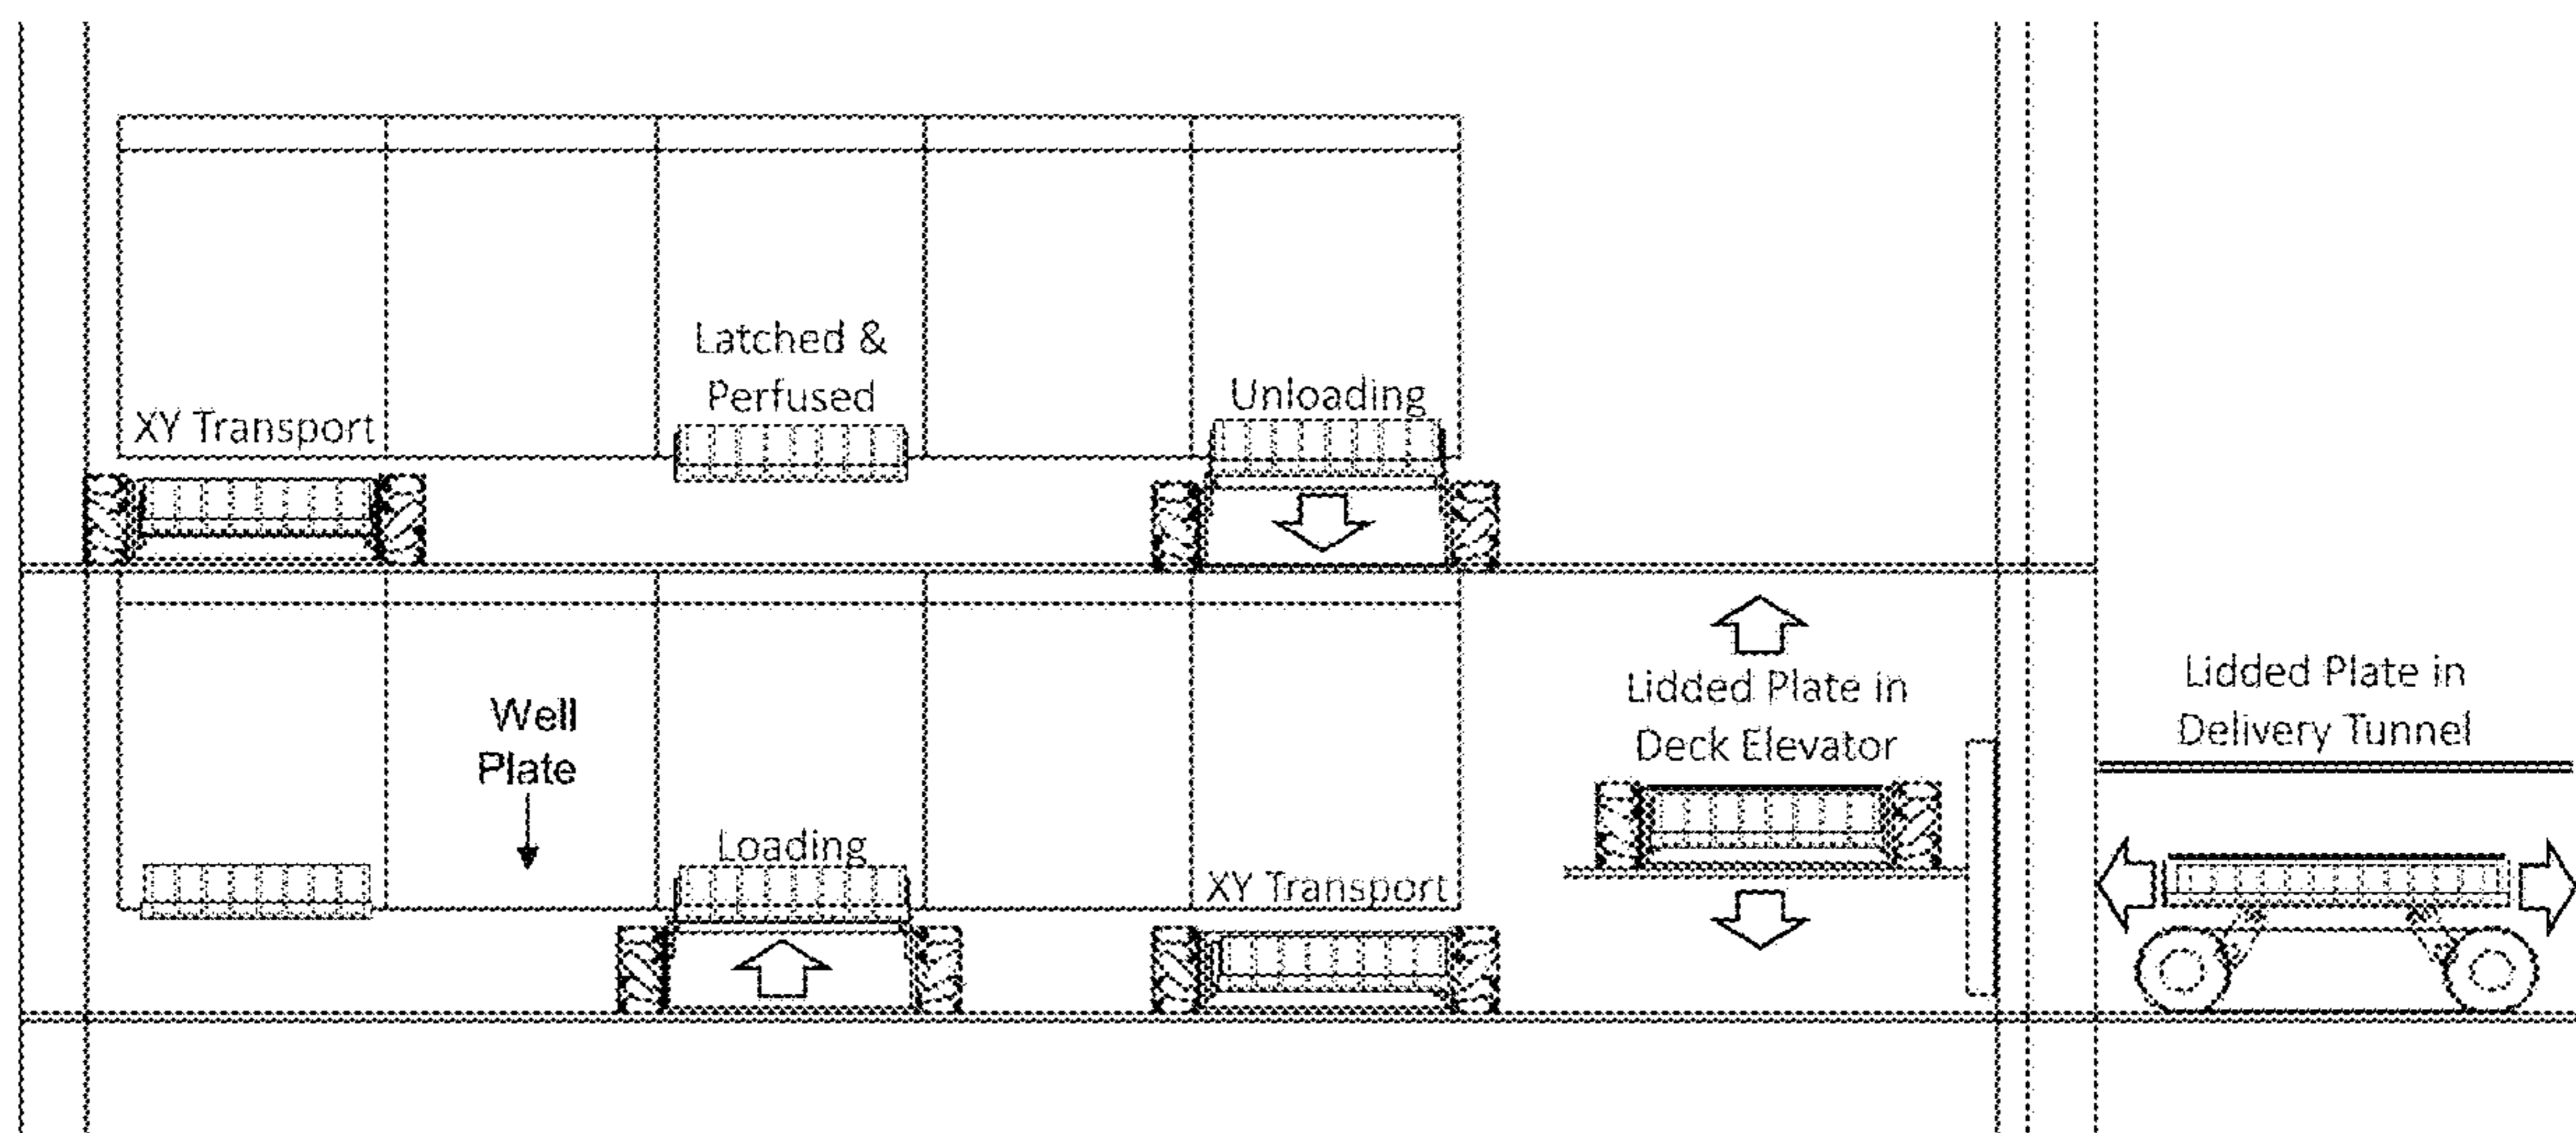 Latched &
Perfused
Unloading
XY Transport
Well
Plate
Loading
XY Transport
Lidded Plate in
Deck Elevator
Lidded Plate in
Delivery Tunnel